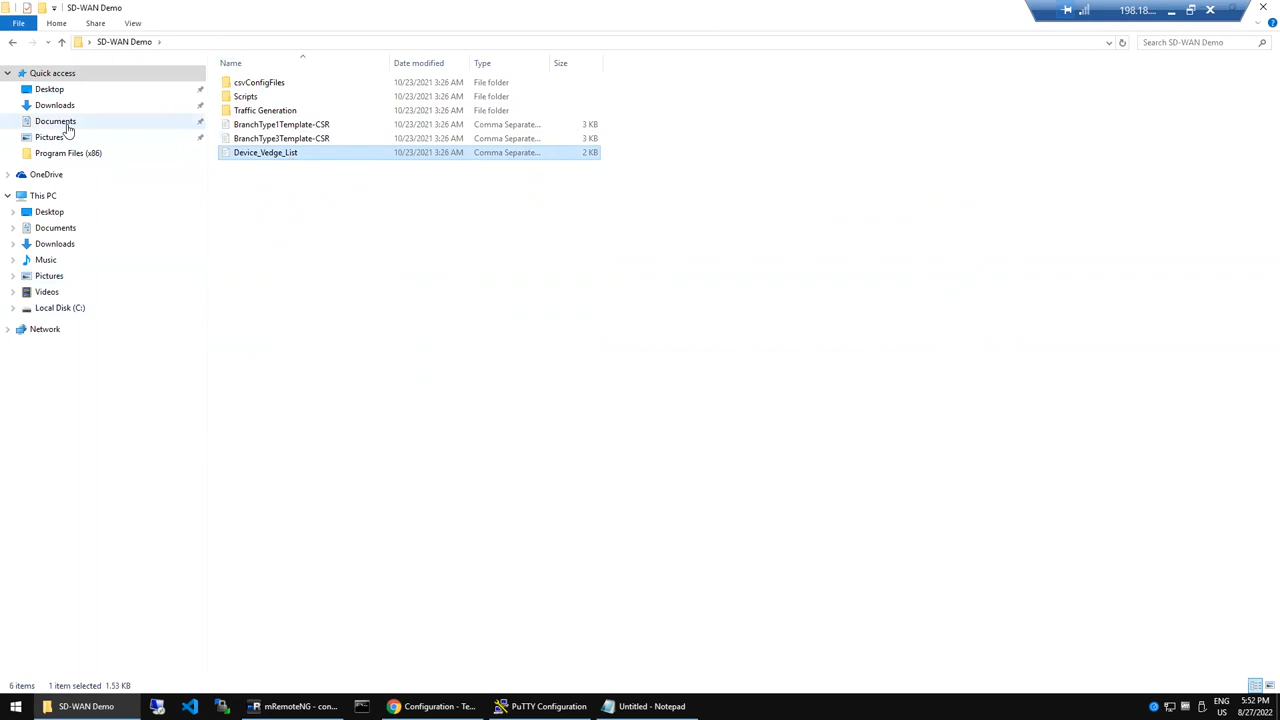 SD-WAN Demo
198.18....
File Home Share View
SD-WAN Demo
Search SD-WAN Demo
Name Date modified Type Size
Quick access
Desktop
Downloads
Documents
Pictures
Program Files (x86)
OneDrive
This PC
Desktop
Documents
Downloads
Music
Pictures
Videos
Local Disk (C:)
Network
csvConfigFiles 10/23/2021 3:26 AM File folder
Scripts 10/23/2021 3:26 AM File folder
Traffic Generation 10/23/2021 3:26 AM File folder
BranchType1Template-CSR 10/23/2021 3:26 AM Comma Separate... 3 KB
BranchType3Template-CSR 10/23/2021 3:26 AM Comma Separate... 3 KB
Device_Vedge_List 10/23/2021 3:26 AM Comma Separate... 2 KB
6 items 1 item selected 1.53 KB
SD-WAN Demo
mRemoteNG - con...
Configuration - Te...
PuTTY Configuration
Untitled - Notepad
ENG
US
5:52 PM
8/27/2022